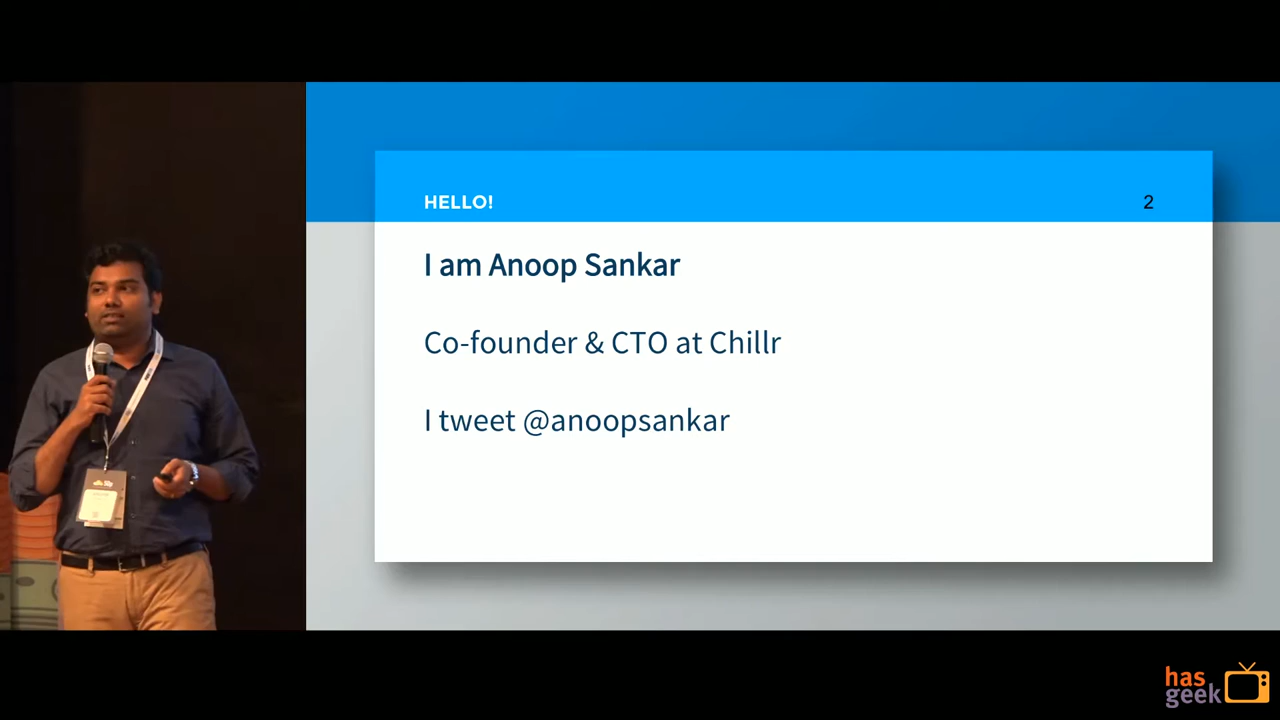 HELLO!
2
I am Anoop Sankar
Co-founder & CTO at Chillr
I tweet @anoopsankar
has
geek